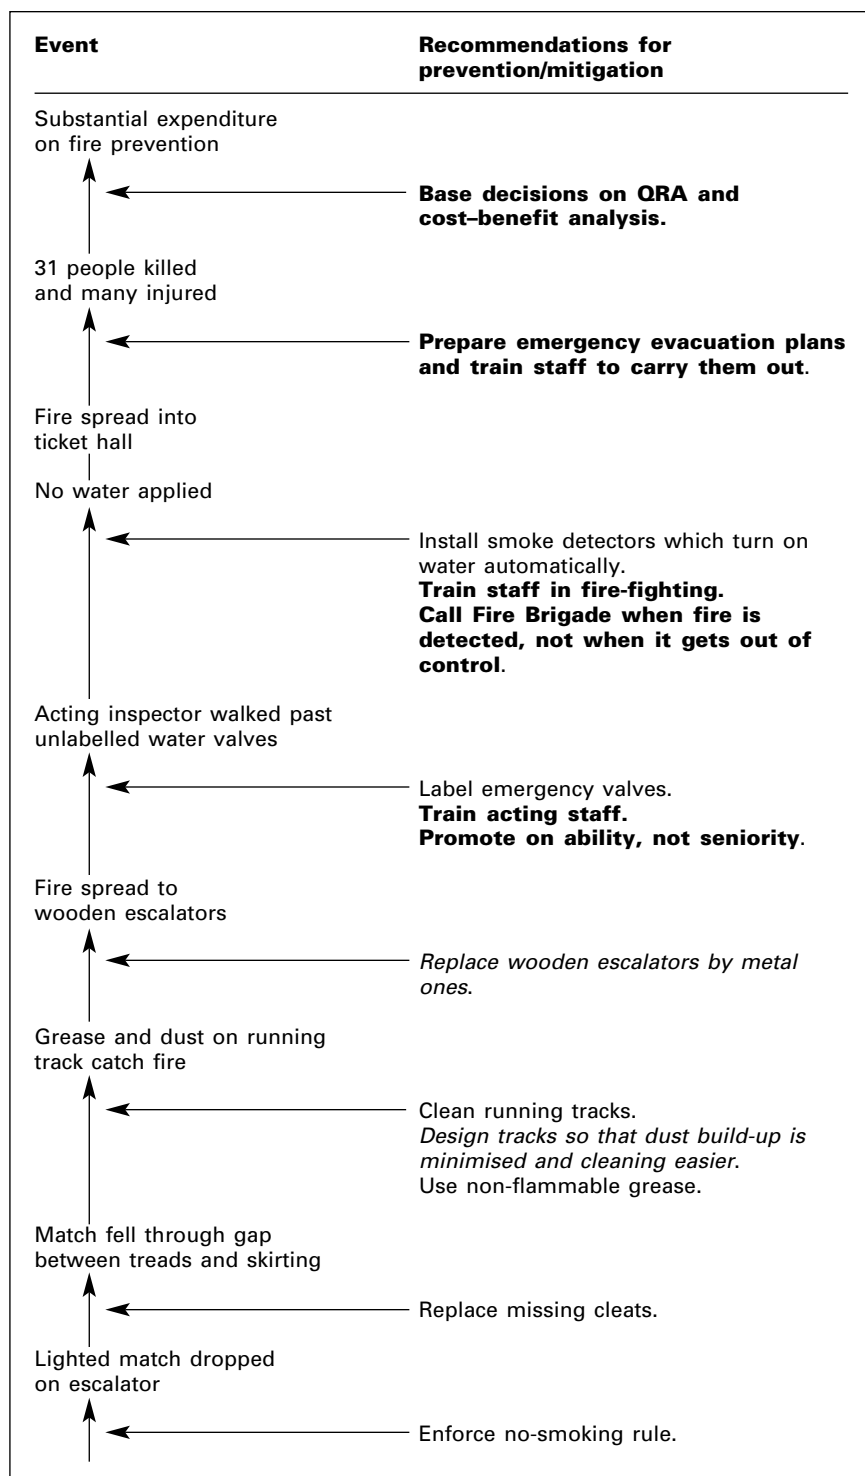 Event
Recommendations for
prevention/mitigation
Substantial expenditure
on fire prevention
Base decisions on QRA and
cost–benefit analysis.
31 people killed
and many injured
Prepare emergency evacuation plans
and train staff to carry them out.
Fire spread into
ticket hall
No water applied
Install smoke detectors which turn on
water automatically.
Train staff in fire-fighting.
Call Fire Brigade when fire is
detected, not when it gets out of
control.
Acting inspector walked past
unlabelled water valves
Label emergency valves.
Train acting staff.
Promote on ability, not seniority.
Fire spread to
wooden escalators
Replace wooden escalators by metal
ones.
Grease and dust on running
track catch fire
Clean running tracks.
Design tracks so that dust build-up is
minimised and cleaning easier.
Use non-flammable grease.
Match fell through gap
between treads and skirting
Replace missing cleats.
Lighted match dropped
on escalator
Enforce no-smoking rule.